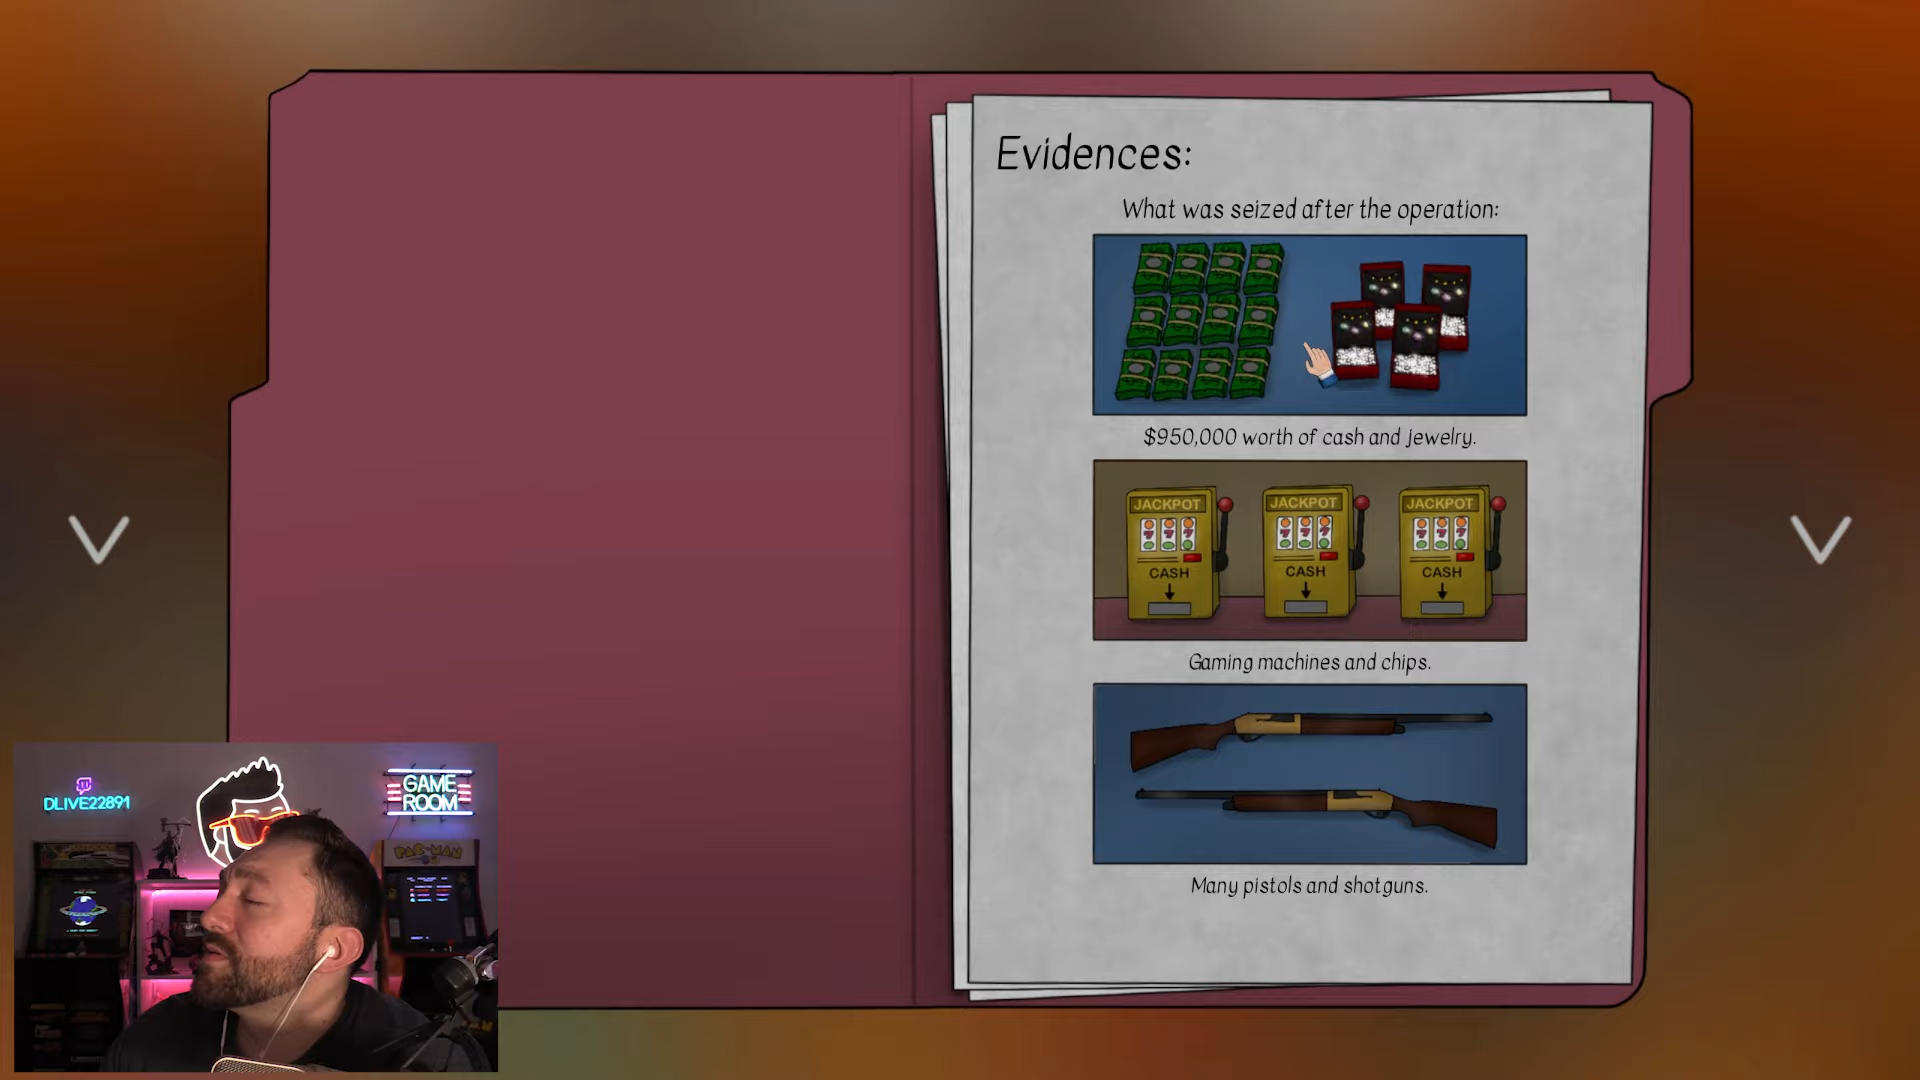 Evidences:
What was seized after the operation:
$950,000 worth of cash and jewelry.
JACKPOT
CASH
JACKPOT
CASH
JACKPOT
CASH
Gaming machines and chips.
Many pistols and shotguns.
DLIVE22891
GAME
ROOM
PAC-MAN